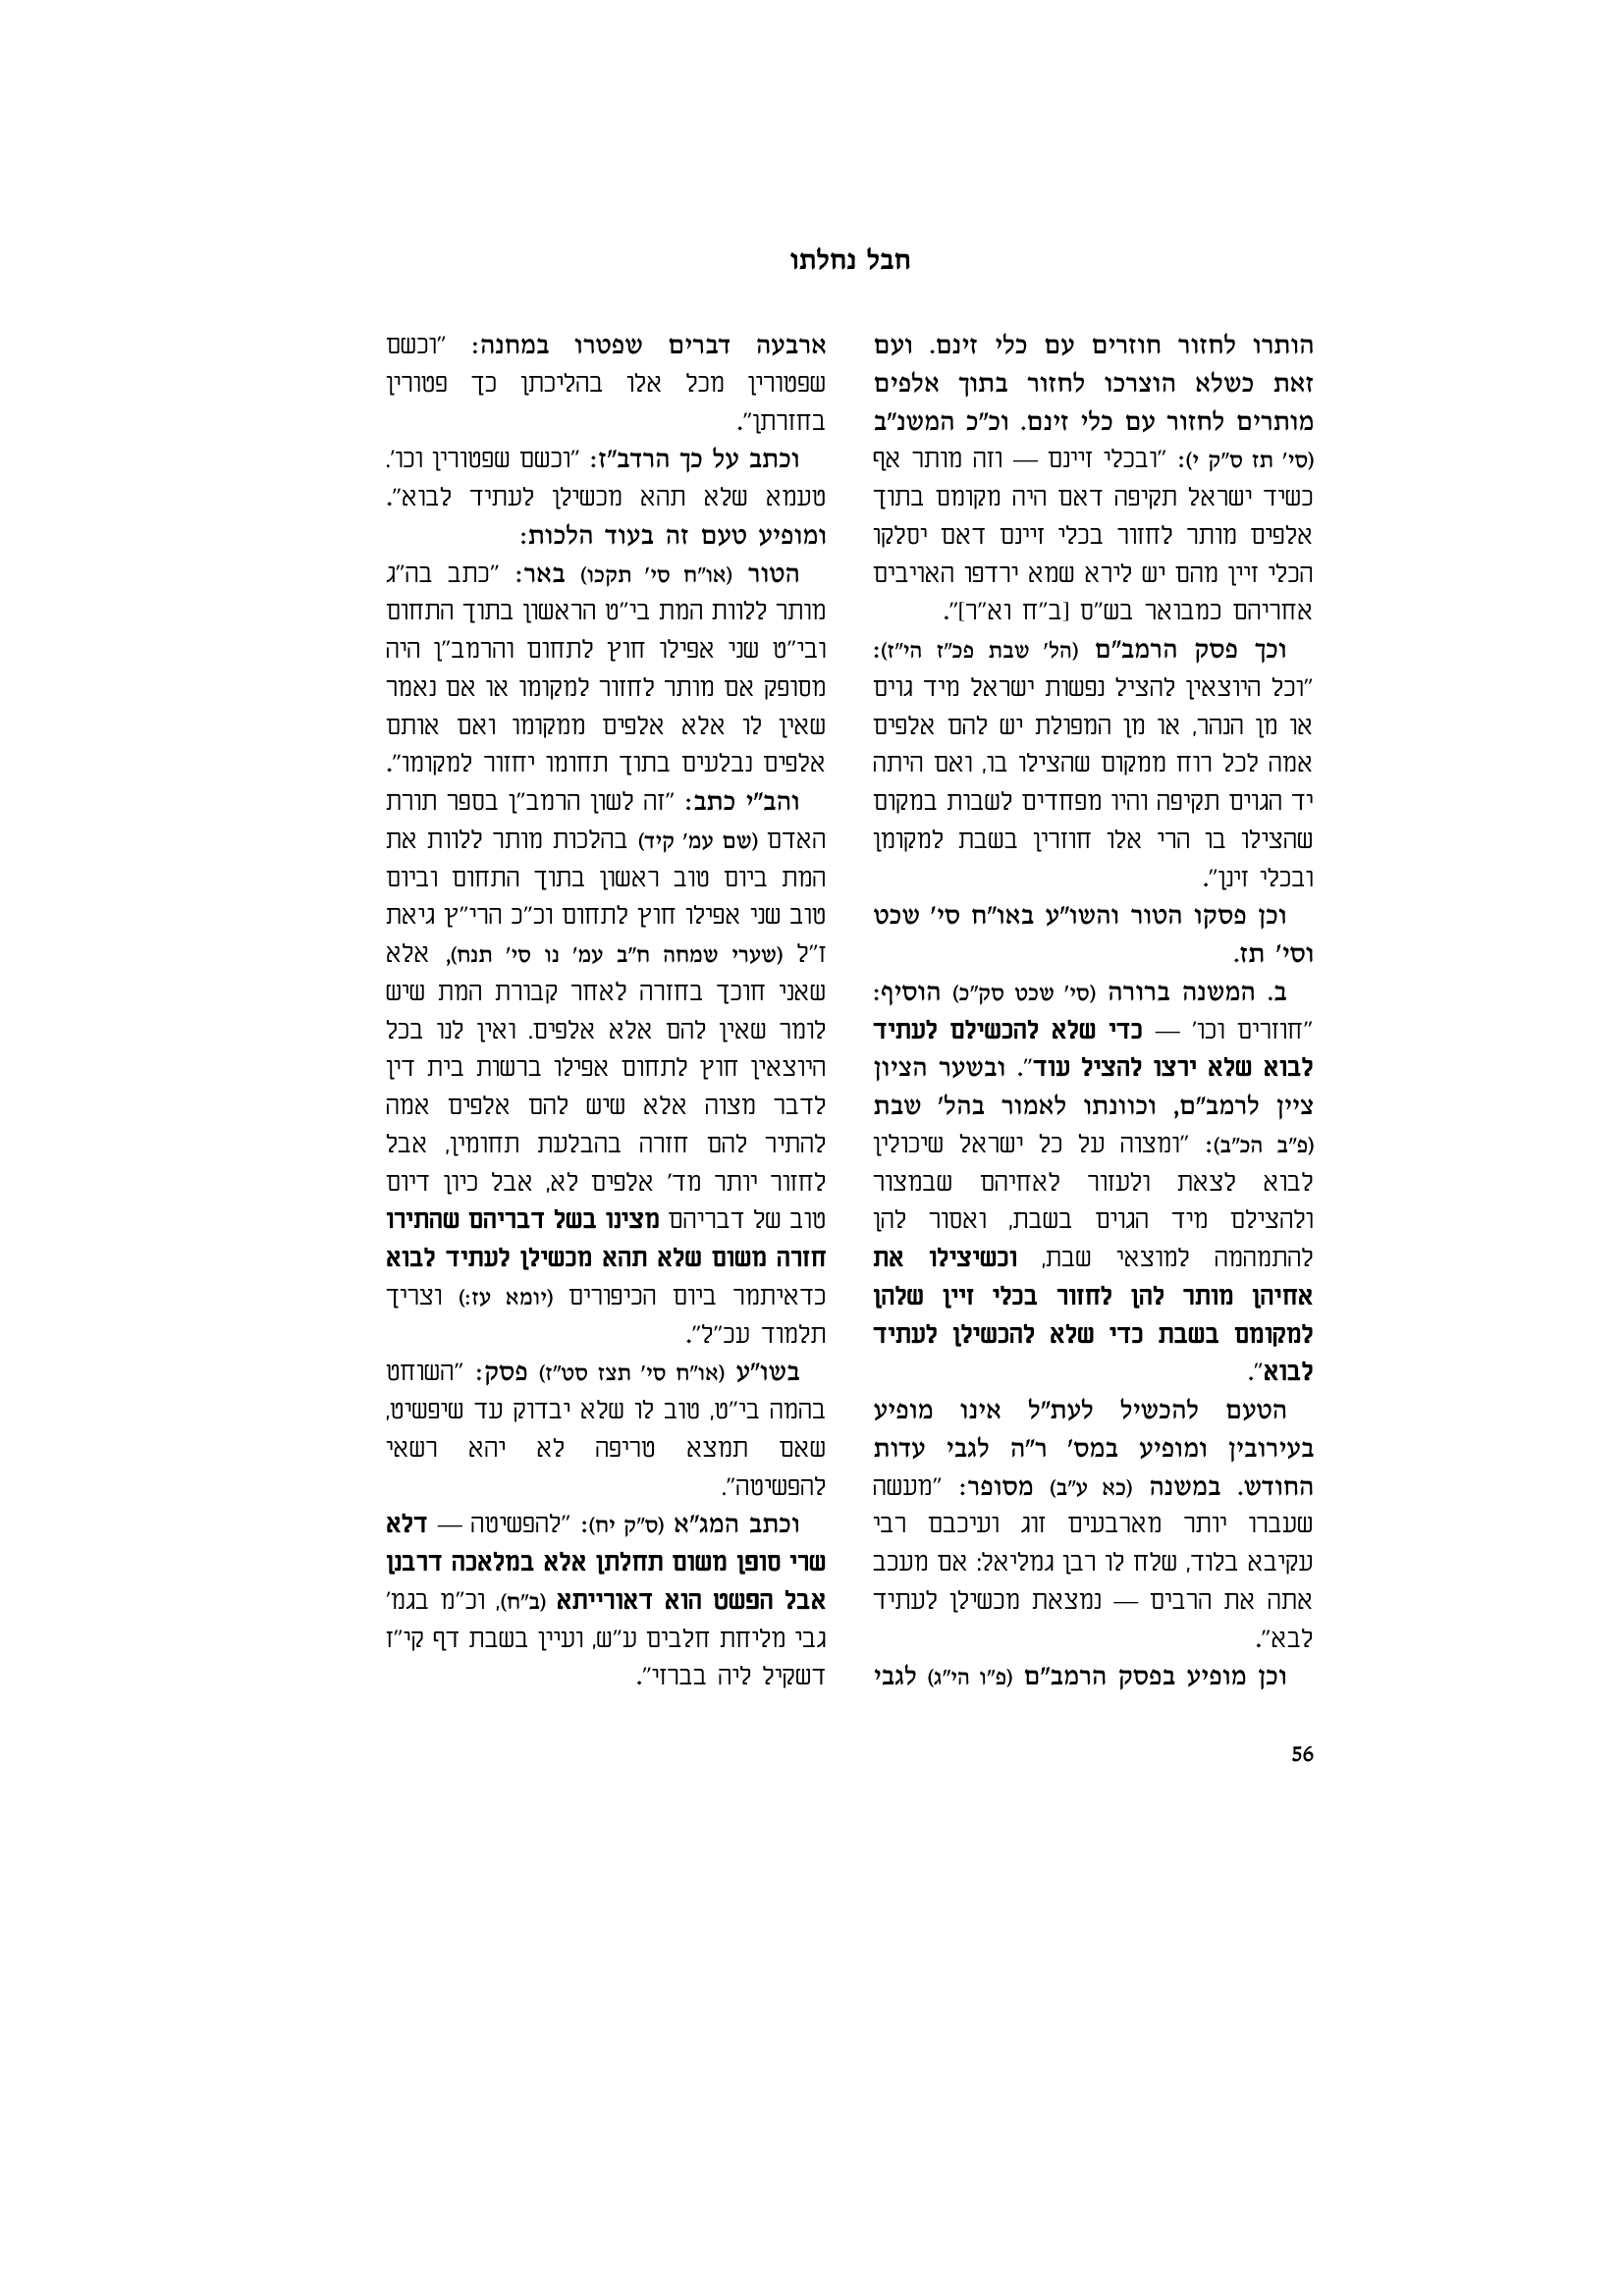 חבל נחלתו
הותרו לחזור חוזרים עם כלי זינם. ועם
זאת כשלא הוצרכו לחזור בתוך אלפים
מותרים לחזור עם כלי זינם. וכ"כ המשנ"ב
(סי' תז ס"ק י): "ובכלי זיינם — וזה מותר אף
כשיד ישראל תקיפה דאם היה מקומם בתוך
אלפים מותר לחזור בכלי זיינם דאם יסלקו
הכלי זיין מהם יש לירא שמא ירדפו האויבים
אחריהם כמבואר בש"ס [ב"ח וא"ר]".
וכך פסק הרמב"ם (הל' שבת פכ"ז הי"ז):
"וכל היוצאין להציל נפשות ישראל מיד גוים
או מן הנהר, או מן המפולת יש להם אלפים
אמה לכל רוח ממקום שהצילו בו, ואם היתה
יד הגוים תקיפה והיו מפחדים לשבות במקום
שהצילו בו הרי אלו חוזרין בשבת למקומן
ובכלי זינן".
וכן פסקו הטור והשו"ע באו"ח סי' שכט
וסי' תז.
ב. המשנה ברורה (סי' שכט סק"כ) הוסיף:
"חוזרים וכו' — כדי שלא להכשילם לעתיד
לבוא שלא ירצו להציל עוד". ובשער הציון
ציין לרמב"ם, וכוונתו לאמור בהל' שבת
(פ"ב הכ"ב): "ומצוה על כל ישראל שיכולין
לבוא לצאת ולעזור לאחיהם שבמצור
ולהצילם מיד הגוים בשבת, ואסור להן
להתמהמה למוצאי שבת, וכשיצילו את
אחיהן מותר להן לחזור בכלי זיין שלהן
למקומם בשבת כדי שלא להכשילן לעתיד
לבוא".
הטעם להכשיל לעת"ל אינו מופיע
בעירובין ומופיע במס' ר"ה לגבי עדות
החודש. במשנה (כא ע"ב) מסופר: "מעשה
שעברו יותר מארבעים זוג ועיכבם רבי
עקיבא בלוד, שלח לו רבן גמליאל: אם מעכב
אתה את הרבים — נמצאת מכשילן לעתיד
לבא".
וכן מופיע בפסק הרמב"ם (פ"ו הי"ג) לגבי
ארבעה דברים שפטרו במחנה: "וכשם
שפטורין מכל אלו בהליכתן כך פטורין
בחזרתן".
וכתב על כך הרדב"ז: "וכשם שפטורין וכו'.
טעמא שלא תהא מכשילן לעתיד לבוא".
ומופיע טעם זה בעוד הלכות:
הטור (או"ח סי' תקכו) באר: "כתב בה"ג
מותר ללוות המת בי"ט הראשון בתוך התחום
ובי"ט שני אפילו חוץ לתחום והרמב"ן היה
מסופק אם מותר לחזור למקומו או אם נאמר
שאין לו אלא אלפים ממקומו ואם אותם
אלפים נבלעים בתוך תחומו יחזור למקומו".
והב"י כתב: "זה לשון הרמב"ן בספר תורת
האדם (שם עמ' קיד) בהלכות מותר ללוות את
המת ביום טוב ראשון בתוך התחום וביום
טוב שני אפילו חוץ לתחום וכ"כ הרי"ץ גיאת
ז"ל (שערי שמחה ח"ב עמ' נו סי' תנח), אלא
שאני חוכך בחזרה לאחר קבורת המת שיש
לומר שאין להם אלא אלפים. ואין לנו בכל
היוצאין חוץ לתחום אפילו ברשות בית דין
לדבר מצוה אלא שיש להם אלפים אמה
להתיר להם חזרה בהבלעת תחומין, אבל
לחזור יותר מד' אלפים לא, אבל כיון דיום
טוב של דבריהם מצינו בשל דבריהם שהתירו
חזרה משום שלא תהא מכשילן לעתיד לבוא
כדאיתמר ביום הכיפורים (יומא עז:) וצריך
תלמוד עכ"ל".
בשו"ע (או"ח סי' תצז סט"ז) פסק: "השוחט
בהמה בי"ט, טוב לו שלא יבדוק עד שיפשיט,
שאם תמצא טריפה לא יהא רשאי
להפשיטה".
וכתב המג"א (ס"ק יח): "להפשיטה — דלא
שרי סופן משום תחלתן אלא במלאכה דרבנן
אבל הפשט הוא דאורייתא (ב"ח), וכ"מ בגמ'
גבי מליחת חלבים ע"ש, ועיין בשבת דף קי"ז
דשקיל ליה בברזי".
56